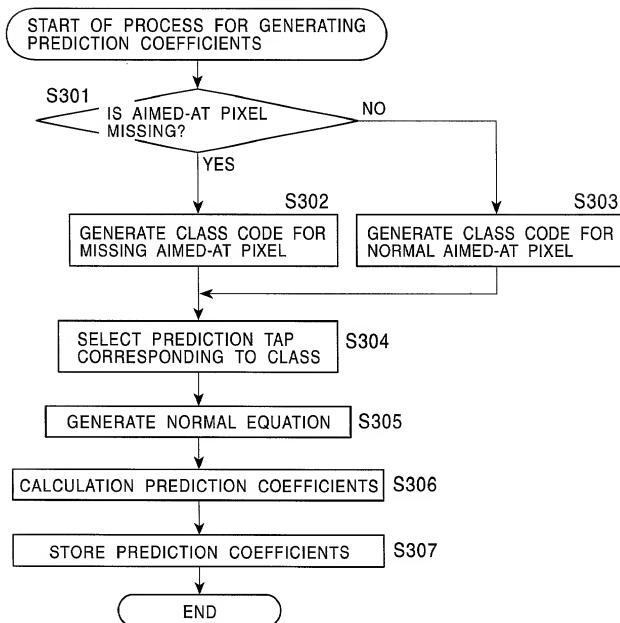 START OF PROCESS FOR GENERATING
PREDICTION COEFFICIENTS
S301
IS AIMED-AT PIXEL
MISSING?
NO
YES
S302
GENERATE CLASS CODE FOR
MISSING AIMED-AT PIXEL
S303
GENERATE CLASS CODE FOR
NORMAL AIMED-AT PIXEL
SELECT PREDICTION TAP
CORRESPONDING TO CLASS
S304
GENERATE NORMAL EQUATION
S305
CALCULATION PREDICTION COEFFICIENTS
S306
STORE PREDICTION COEFFICIENTS
S307
END